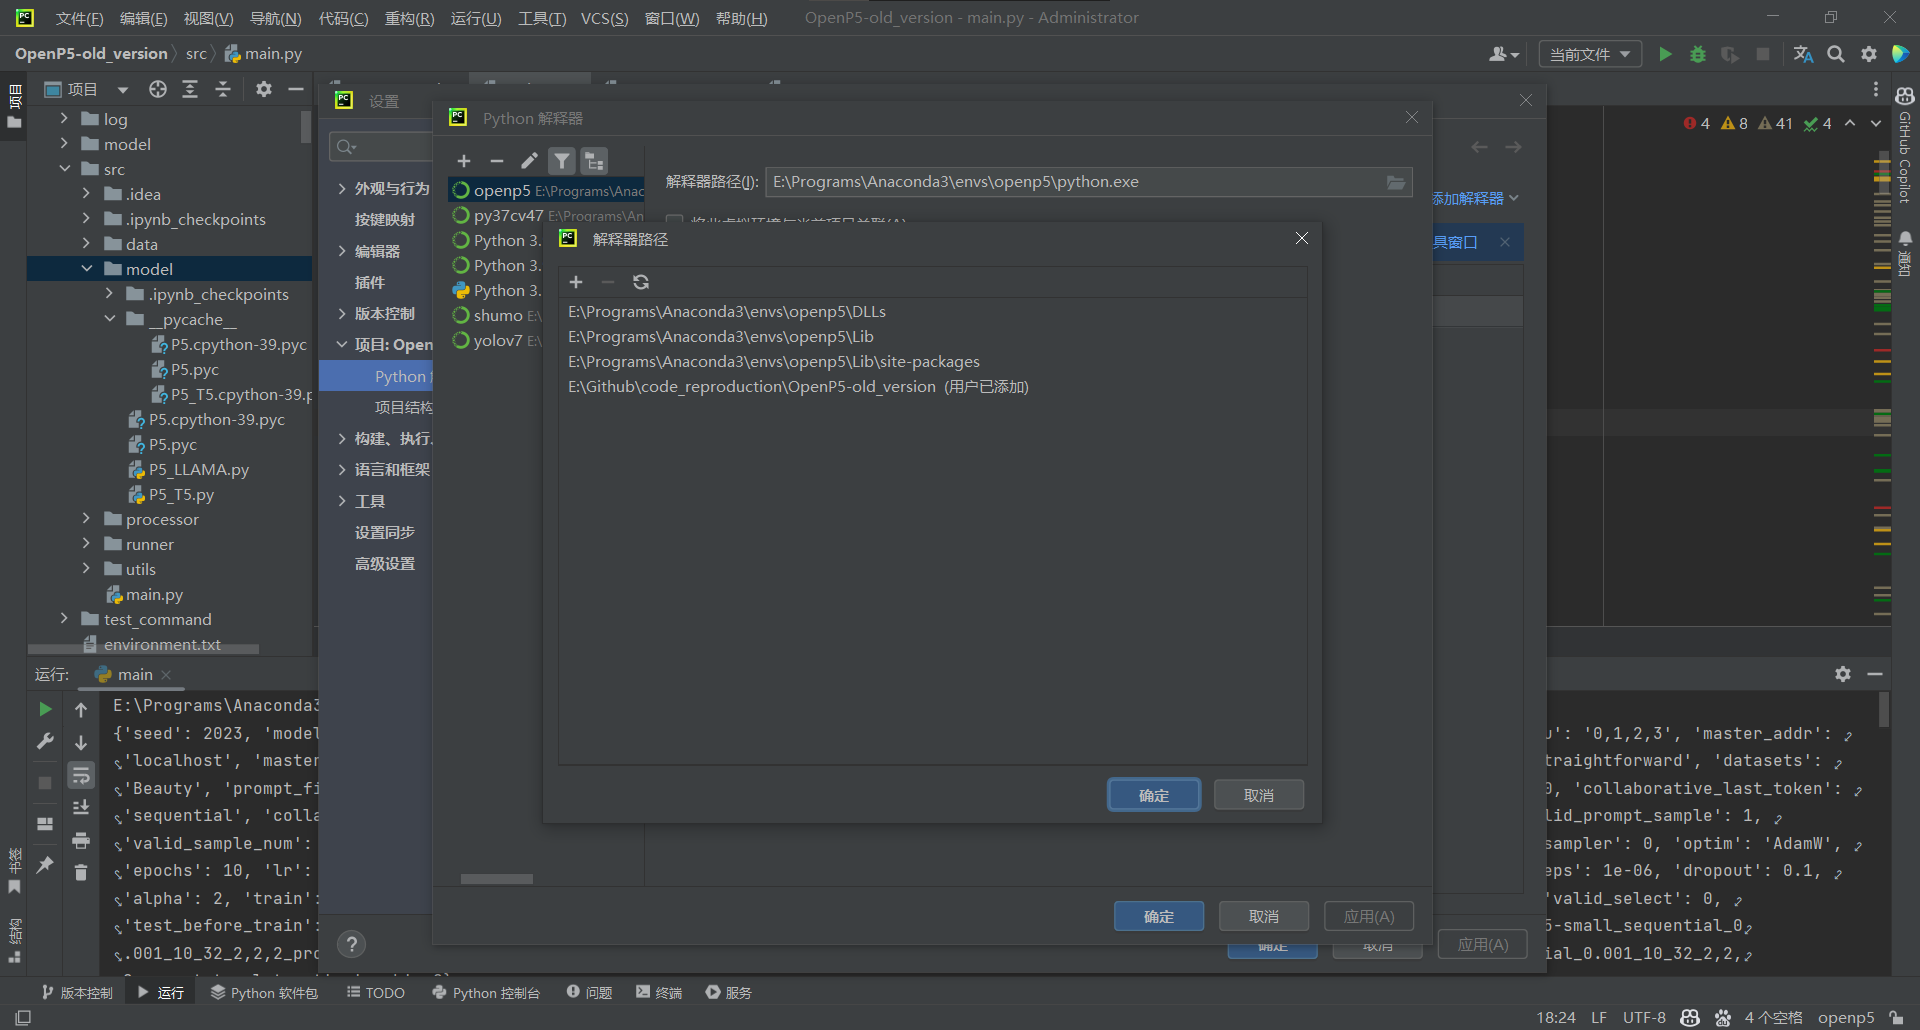 文件(F) 编辑(E) 视图(V) 导航(N) 代码(C) 重构(R) 运行(U) 工具(T) VCS(S) 窗口(W) 帮助(H) OpenP5-old_version - main.py - Administrator
OpenP5-old_version src main.py 当前文件
项目
项目
log
model
src
.idea
.ipynb_checkpoints
data
model
.ipynb_checkpoints
__pycache__
P5.cpython-39.pyc
P5.pyc
P5_T5.cpython-39.p
P5.cpython-39.pyc
P5.pyc
P5_LLAMA.py
P5_T5.py
processor
runner
utils
main.py
test_command
environment.txt
设置
外观与行为
按键映射
编辑器
插件
版本控制
项目: Open
Python
项目结构
构建、执行、
语言和框架
工具
设置同步
高级设置
Python 解释器
openp5 E:\Programs\Anac
py37cv47 E:\Programs\An
Python 3.
Python 3.
Python 3.
shumo E:\
yolov7 E:\
解释器路径(I): E:\Programs\Anaconda3\envs\openp5\python.exe
添加解释器
具窗口
解释器路径
E:\Programs\Anaconda3\envs\openp5\DLLs
E:\Programs\Anaconda3\envs\openp5\Lib
E:\Programs\Anaconda3\envs\openp5\Lib\site-packages
E:\Github\code_reproduction\OpenP5-old_version (用户已添加)
确定 取消
确定 取消 应用(A)
确定 取消 应用(A)
4 8 41 4
GitHub Copilot
通知
运行: main
E:\Programs\Anaconda3
{'seed': 2023, 'model u': '0,1,2,3', 'master_addr':
'localhost', 'master traightforward', 'datasets':
'Beauty', 'prompt_fi 0, 'collaborative_last_token':
'sequential', 'colla lid_prompt_sample': 1,
'valid_sample_num': sampler': 0, 'optim': 'AdamW',
'epochs': 10, 'lr': eps': 1e-06, 'dropout': 0.1,
'alpha': 2, 'train': 'valid_select': 0,
'test_before_train': 5-small_sequential_0
.001_10_32_2,2,2_pro ial_0.001_10_32_2,2,
书签
结构
版本控制 运行 Python 软件包 TODO Python 控制台 问题 终端 服务
18:24 LF UTF-8 4 个空格 openp5